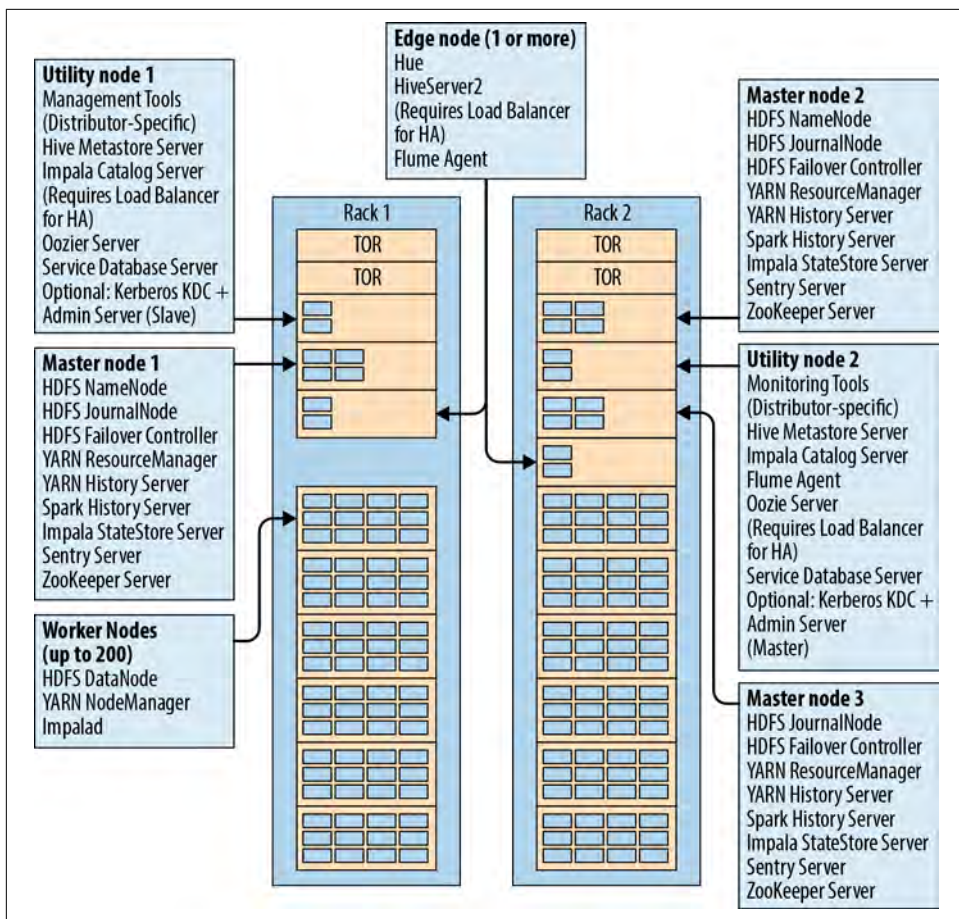 Edge node (1 or more)
Hue
HiveServer2
(Requires Load Balancer
for HA)
Flume Agent
Utility node 1
Management Tools
(Distributor-Specific)
Hive Metastore Server
Impala Catalog Server
(Requires Load Balancer
for HA)
Oozier Server
Service Database Server
Optional: Kerberos KDC +
Admin Server (Slave)
Master node 1
HDFS NameNode
HDFS JournalNode
HDFS Failover Controller
YARN ResourceManager
YARN History Server
Spark History Server
Impala StateStore Server
Sentry Server
ZooKeeper Server
Worker Nodes
(up to 200)
HDFS DataNode
YARN NodeManager
Impalad
Rack 1
TOR
TOR
Rack 2
TOR
TOR
Master node 2
HDFS NameNode
HDFS JournalNode
HDFS Failover Controller
YARN ResourceManager
YARN History Server
Spark History Server
Impala StateStore Server
Sentry Server
ZooKeeper Server
Utility node 2
Monitoring Tools
(Distributor-specific)
Hive Metastore Server
Impala Catalog Server
Flume Agent
Oozie Server
(Requires Load Balancer
for HA)
Service Database Server
Optional: Kerberos KDC +
Admin Server
(Master)
Master node 3
HDFS JournalNode
HDFS Failover Controller
YARN ResourceManager
YARN History Server
Spark History Server
Impala StateStore Server
Sentry Server
ZooKeeper Server